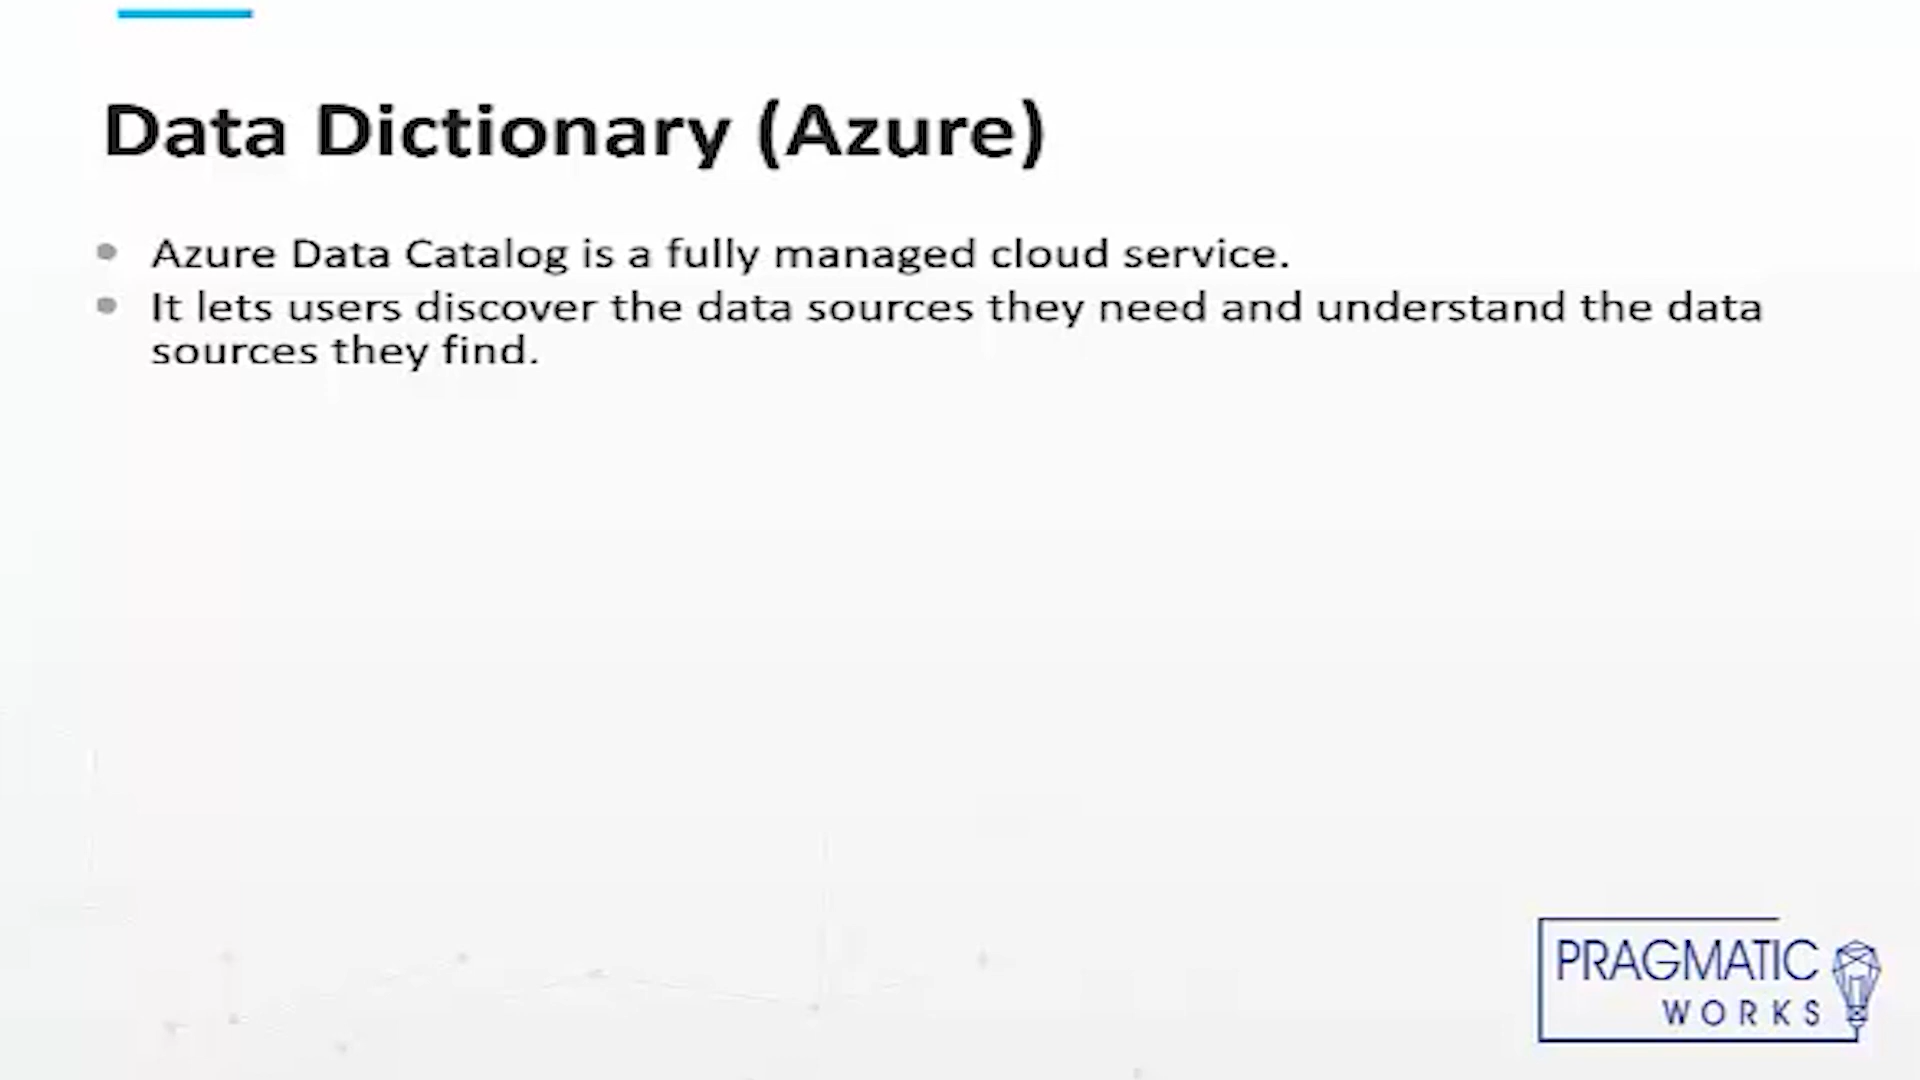 Data Dictionary (Azure)
Azure Data Catalog is a fully managed cloud service.
It lets users discover the data sources they need and understand the data
sources they find.
PRAGMATIC
WORKS